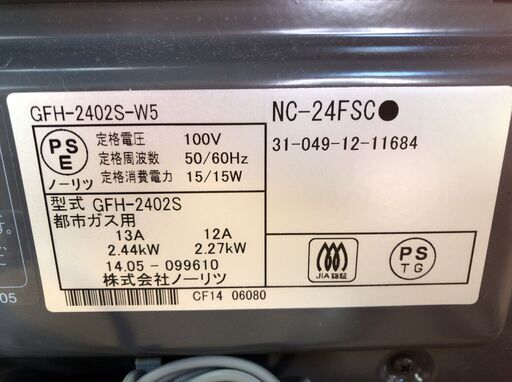 GFH-2402S-W5
NC-24FSC●
PS
E
ノーリツ
定格電圧 100V
定格周波数 50/60Hz
定格消費電力 15/15W
31-049-12-11684
型式 GFH-2402S
都市ガス用
13A 12A
2.44kW 2.27kW
14.05-099610
株式会社ノーリツ
CF14 06080
JIA認証
PS
TG
05